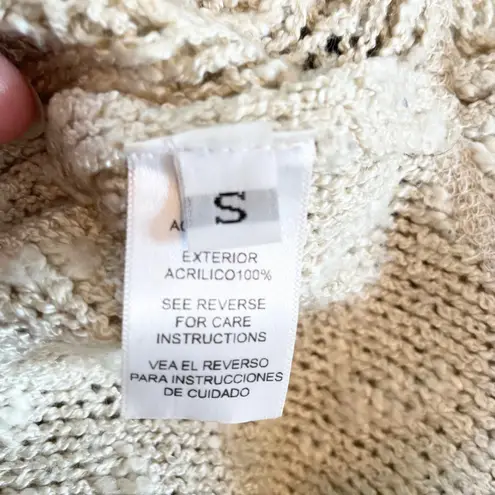 S
EXTERIOR
ACRILICO100%
SEE REVERSE
FOR CARE
INSTRUCTIONS
VEA EL REVERSO
PARA INSTRUCCIONES
DE CUIDADO